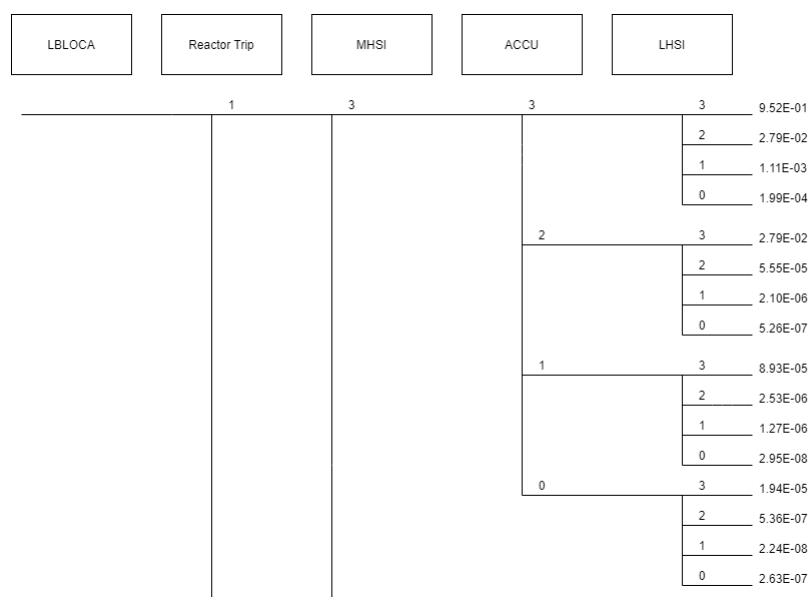 LBLOCA Reactor Trip MHSI ACCU LHSI
1 3 3 3 9.52E-01
2 2.79E-02
1 1.11E-03
0 1.99E-04
2 3 2.79E-02
2 5.55E-05
1 2.10E-06
0 5.26E-07
1 3 8.93E-05
2 2.53E-06
1 1.27E-06
0 2.95E-08
0 3 1.94E-05
2 5.36E-07
1 2.24E-08
0 2.63E-07